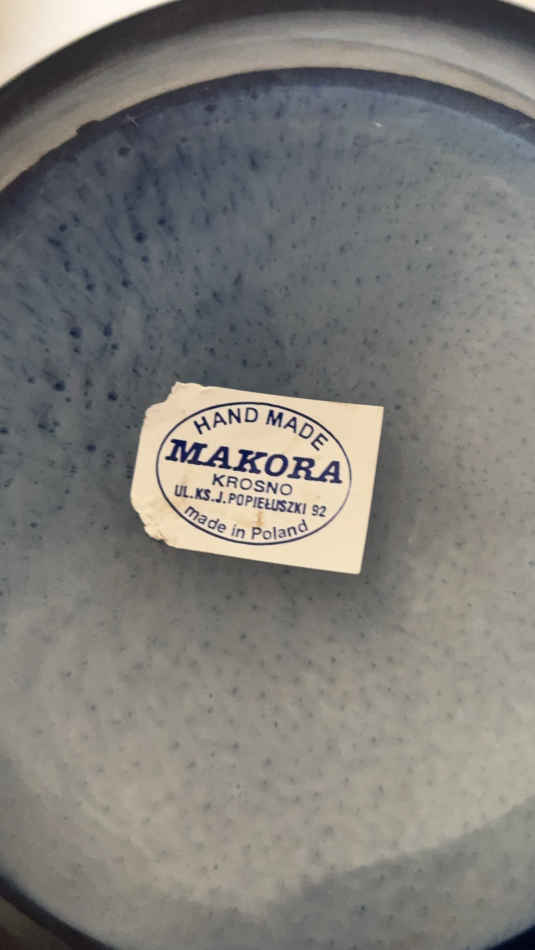 HAND MADE
MAKORA
KROSNO
UL.KS.J.POPIEŁUSZKI 92
made in Poland